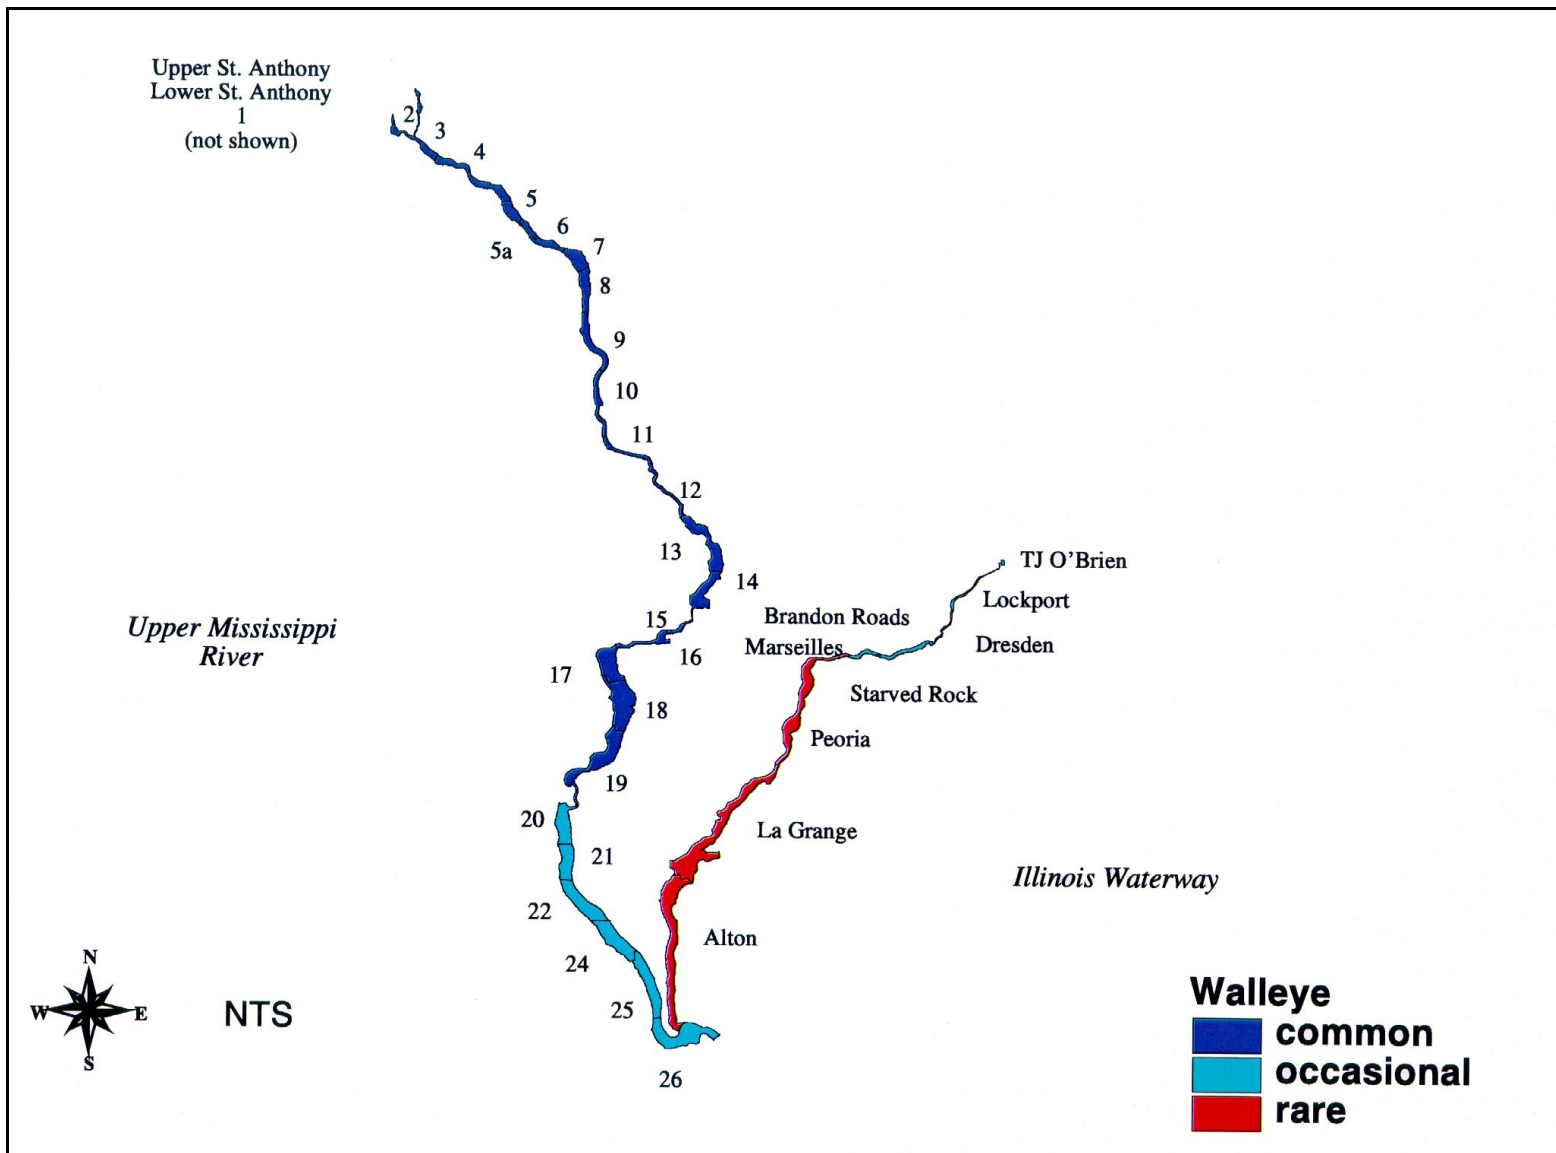 Upper St. Anthony
Lower St. Anthony
1
(not shown)
2
3
4
5
6
5a
7
8
9
10
11
12
13
14
TJ O'Brien
Lockport
Brandon Roads
15
Dresden
Marseilles
16
Upper Mississippi
River
17
Starved Rock
18
Peoria
19
20
La Grange
21
Illinois Waterway
22
Alton
24
25
26
N
W
E
S
NTS
Walleye
common
occasional
rare